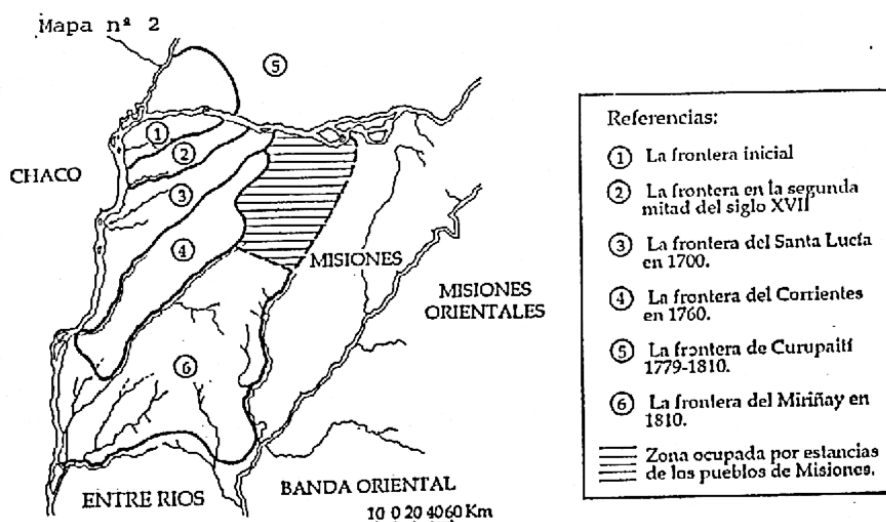 Mapa nª 2
5
1
CHACO
2
3
4
MISIONES
MISIONES
ORIENTALES
6
ENTRE RIOS
BANDA ORIENTAL
10 0 20 40 60 Km
Referencias:
1 La frontera inicial
2 La frontera en la segunda
mitad del siglo XVII
3 La frontera del Santa Lucía
en 1700.
4 La frontera del Corrientes
en 1760.
5 La frontera de Curupaití
1779-1810.
6 La frontera del Miriñay en
1810.
Zona ocupada por estancias
de los pueblos de Misiones.